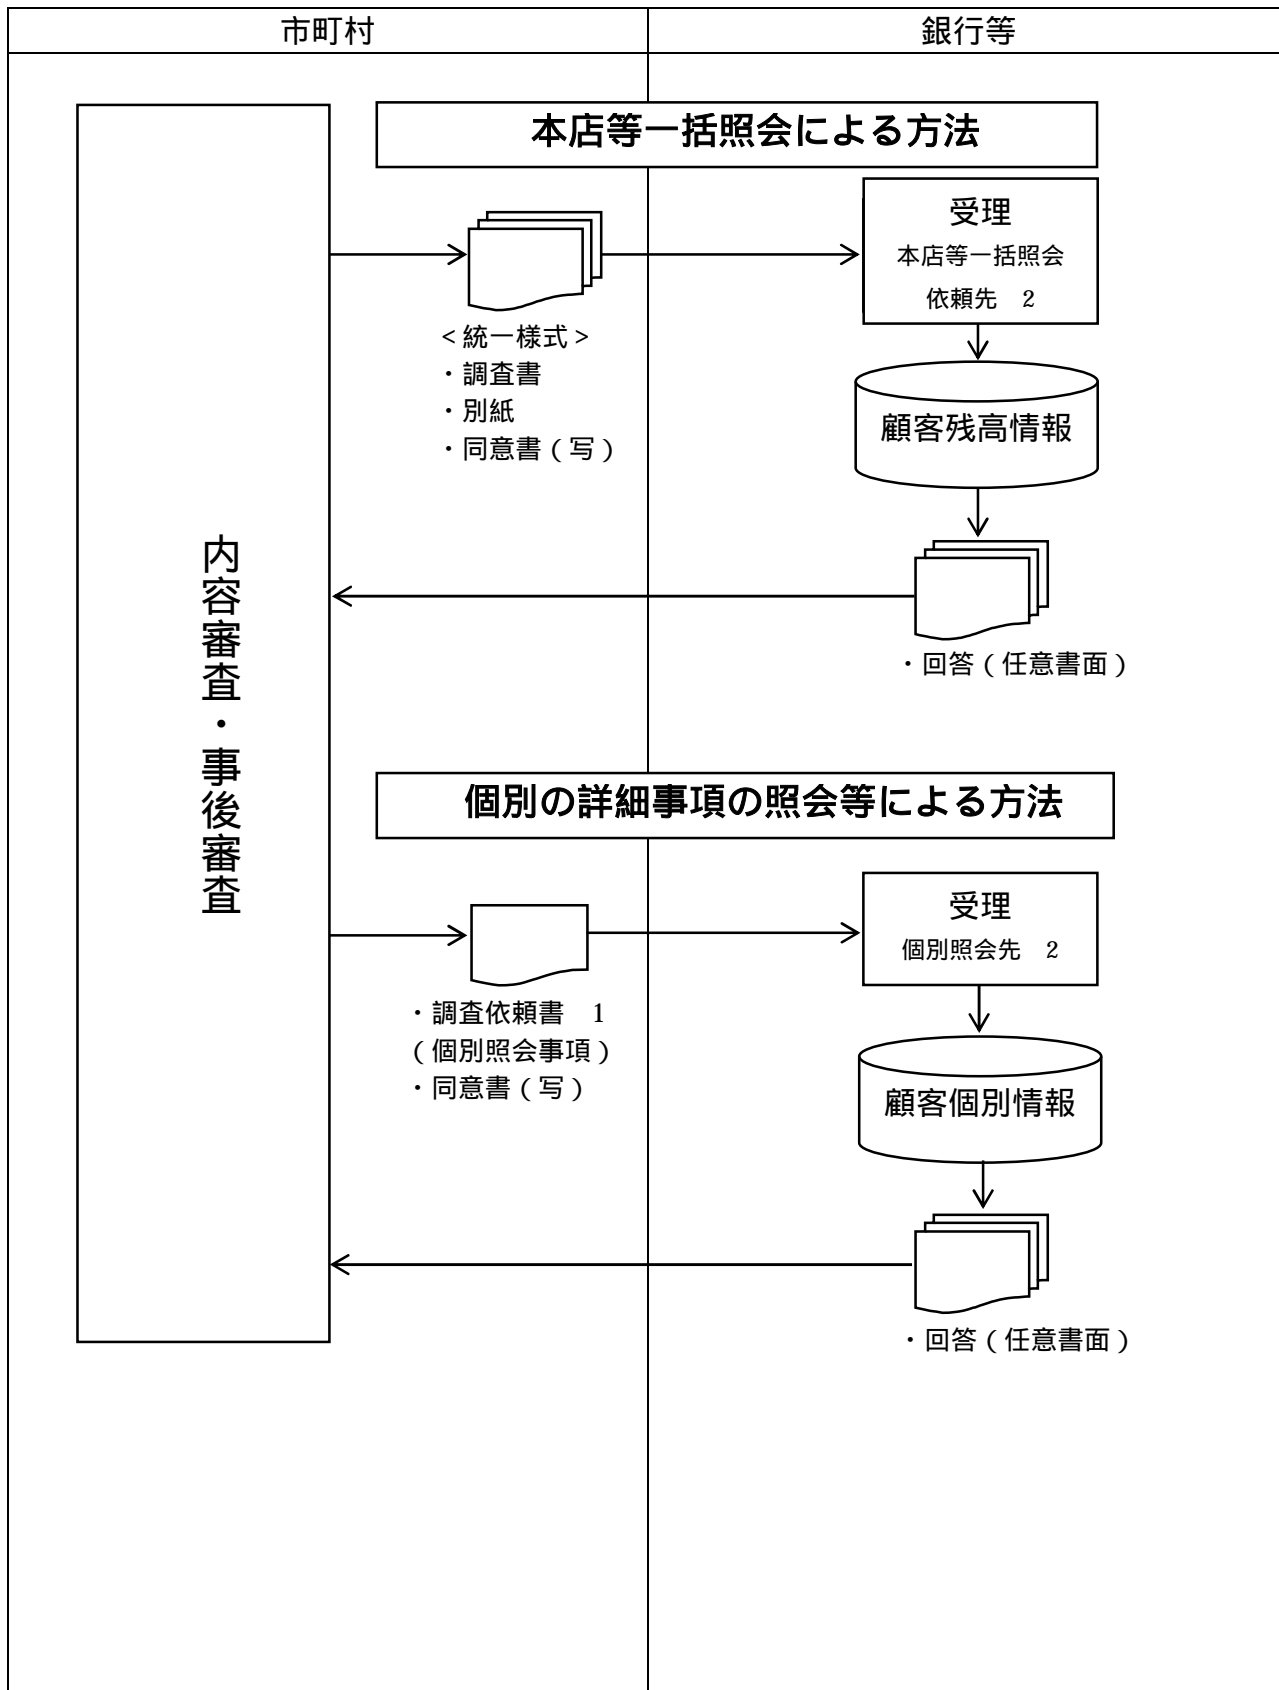 市町村
銀行等
内容審査・事後審査
本店等一括照会による方法
受理
本店等一括照会
依頼先　2
<統一様式>
・調査書
・別紙
・同意書（写）
顧客残高情報
・回答（任意書面）
個別の詳細事項の照会等による方法
受理
個別照会先　2
・調査依頼書　1
（個別照会事項）
・同意書（写）
顧客個別情報
・回答（任意書面）